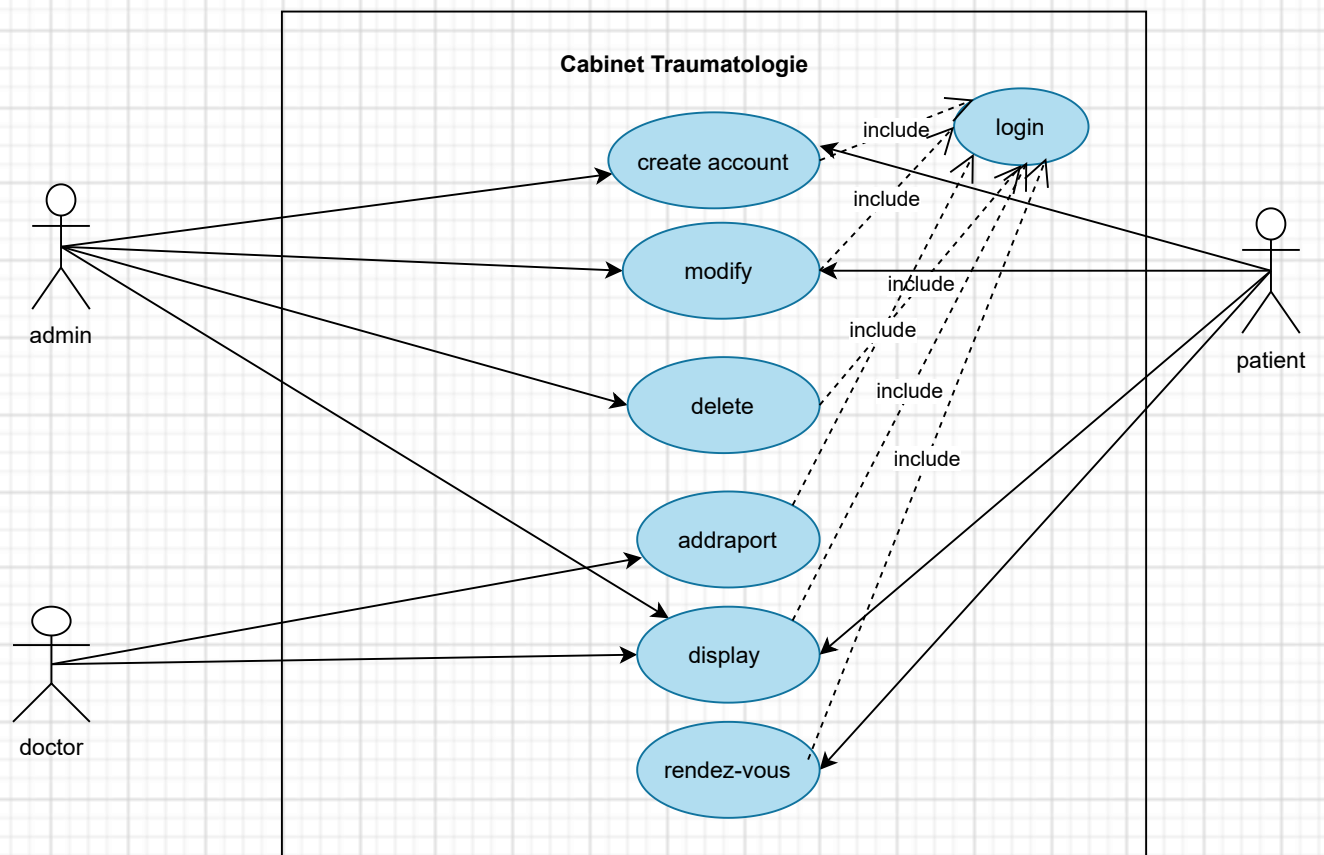 Cabinet Traumatologie
login
include
create account
include
admin
modify
include
patient
include
delete
include
include
addraport
display
doctor
rendez-vous